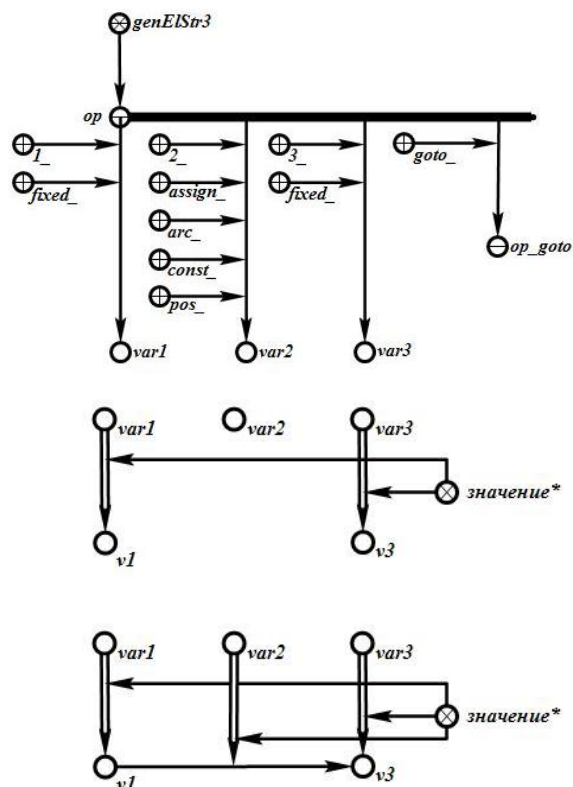 genElStr3
op
1_ 2_ 3_ goto_
fixed_ assign_ fixed_
arc_ op_goto
const_
pos_
var1 var2 var3
var1 var2 var3
значение*
v1 v3
var1 var2 var3
значение*
v1 v3